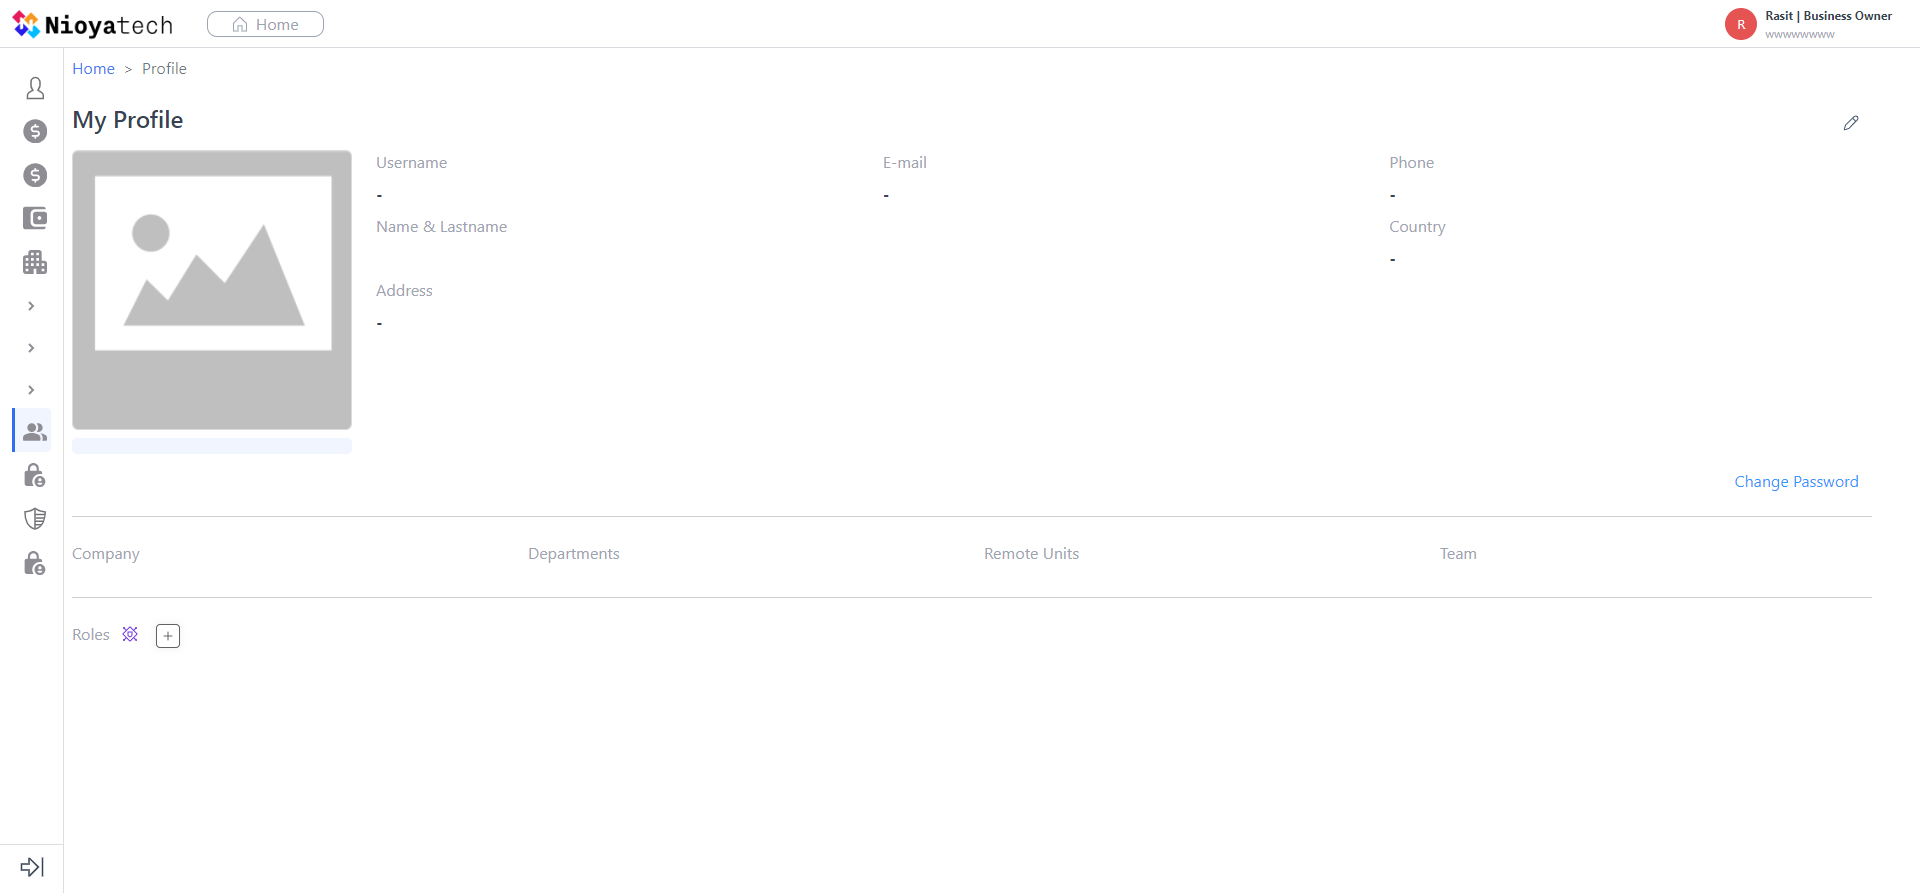 Nioyatech
Home
R
Rasit | Business Owner
wwwwwwww
Home > Profile
My Profile
Username
E-mail
Phone
-
-
-
Name & Lastname
Country
-
Address
-
Change Password
Company
Departments
Remote Units
Team
Roles